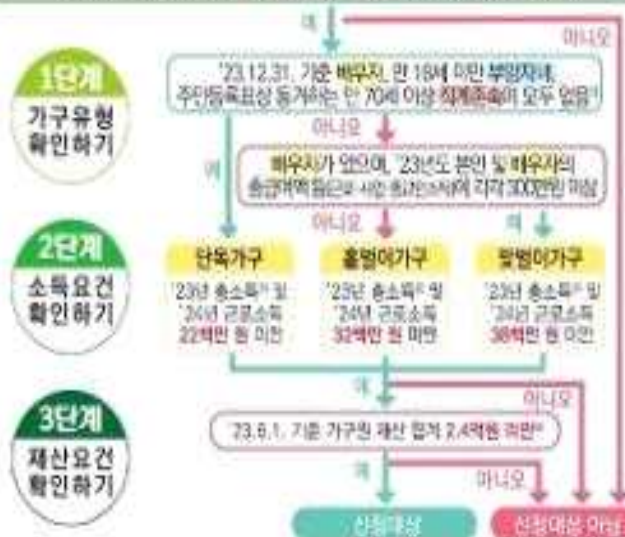 예
아니오
1단계
가구유형
확인하기
'23.12.31. 기준 배우자, 만 18세 미만 부양자녀,
주민등록표상 동거하는 만 70세 이상 직계존속이 모두 없음
아니오
예
배우자가 있으며, '23년도 본인 및 배우자의
총급여액 등 각각 300만원 이상
아니오
예
2단계
소득요건
확인하기
단독가구
'23년 총소득 및
'24년 근로소득
22백만 원 미만
홑벌이가구
'23년 총소득 및
'24년 근로소득
32백만 원 미만
맞벌이가구
'23년 총소득 및
'24년 근로소득
38백만 원 미만
예
아니오
3단계
재산요건
확인하기
'23.6.1. 기준 가구원 재산 합계 2.4억원 미만
예
아니오
신청대상
신청대상 아님